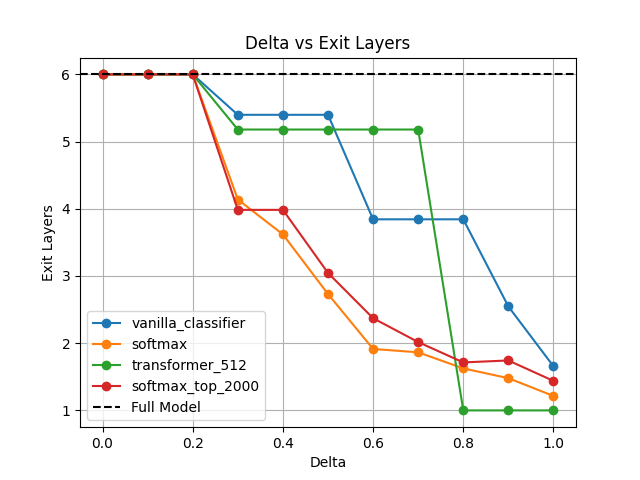 Delta vs Exit Layers
6
5
4
3
2
1
Exit Layers
vanilla_classifier
softmax
transformer_512
softmax_top_2000
Full Model
0.0 0.2 0.4 0.6 0.8 1.0
Delta